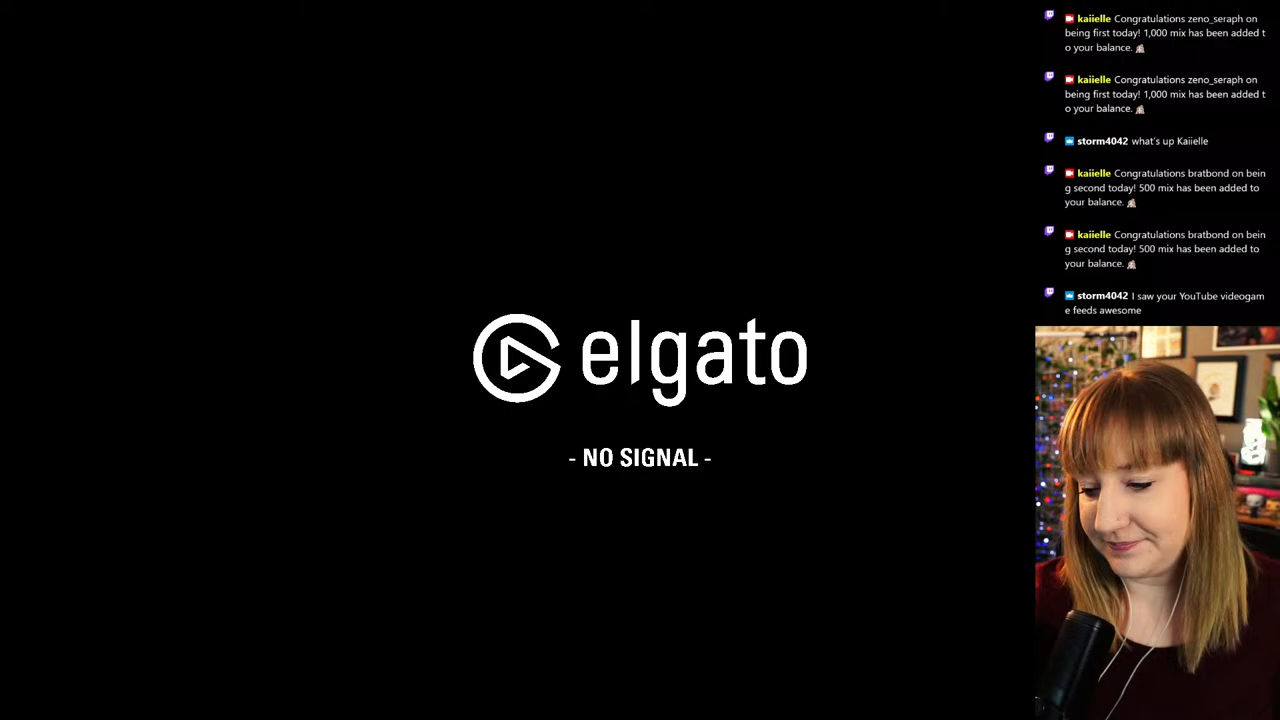 kaiielle Congratulations zeno_seraph on
being first today! 1,000 mix has been added t
o your balance.
kaiielle Congratulations zeno_seraph on
being first today! 1,000 mix has been added t
o your balance.
storm4042 what's up Kaiielle
kaiielle Congratulations bratbond on bein
g second today! 500 mix has been added to
your balance.
kaiielle Congratulations bratbond on bein
g second today! 500 mix has been added to
your balance.
storm4042 I saw your YouTube videogam
e feeds awesome
elgato
- NO SIGNAL -